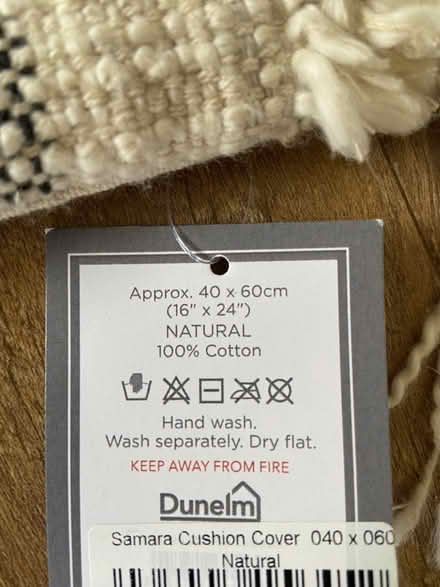 Approx. 40 x 60cm
(16" x 24")
NATURAL
100% Cotton
Hand wash.
Wash separately. Dry flat.
KEEP AWAY FROM FIRE
Dunelm
Samara Cushion Cover 040 x 060
Natural